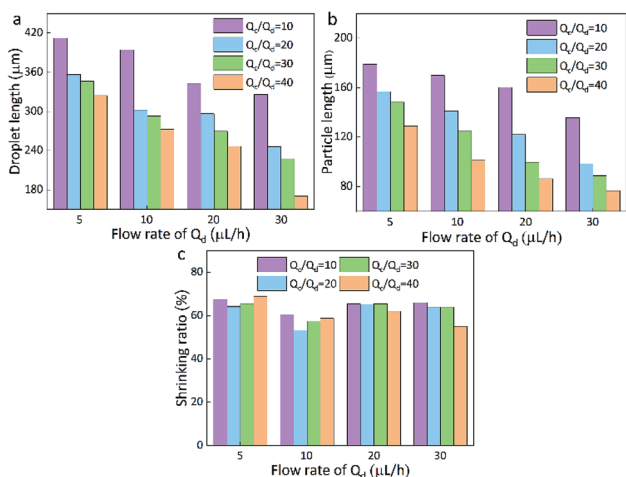 a
Droplet length (μm)
420
360
300
240
180
Qc/Qd=10
Qc/Qd=20
Qc/Qd=30
Qc/Qd=40
5 10 20 30
Flow rate of Qd (μL/h)
b
Particle length (μm)
160
120
80
Qc/Qd=10
Qc/Qd=20
Qc/Qd=30
Qc/Qd=40
5 10 20 30
Flow rate of Qd (μL/h)
c
Shrinking ratio (%)
80
60
40
20
0
Qc/Qd=10 Qc/Qd=30
Qc/Qd=20 Qc/Qd=40
5 10 20 30
Flow rate of Qd (μL/h)